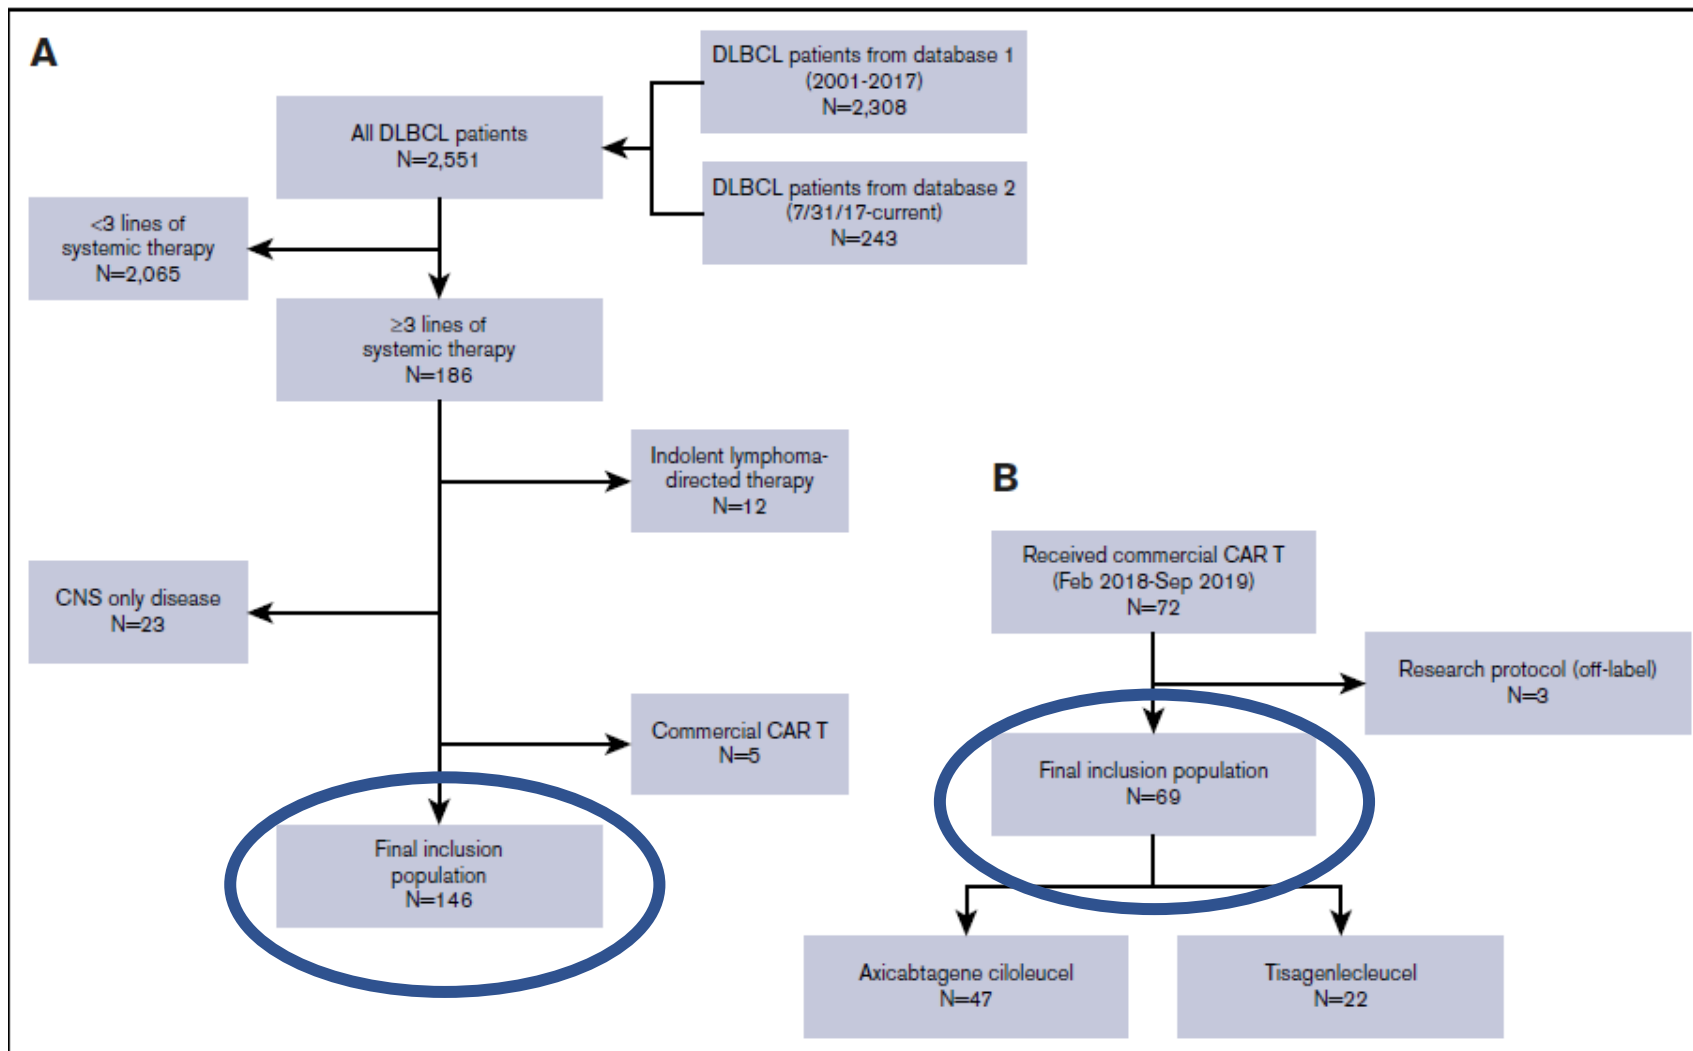 A
DLBCL patients from database 1
(2001-2017)
N=2,308
All DLBCL patients
N=2,551
DLBCL patients from database 2
(7/31/17-current)
N=243
<3 lines of
systemic therapy
N=2,065
≥3 lines of
systemic therapy
N=186
Indolent lymphoma-
directed therapy
N=12
CNS only disease
N=23
Commercial CAR T
N=5
Final inclusion
population
N=146
B
Received commercial CAR T
(Feb 2018-Sep 2019)
N=72
Research protocol (off-label)
N=3
Final inclusion population
N=69
Axicabtagene ciloleucel
N=47
Tisagenlecleucel
N=22